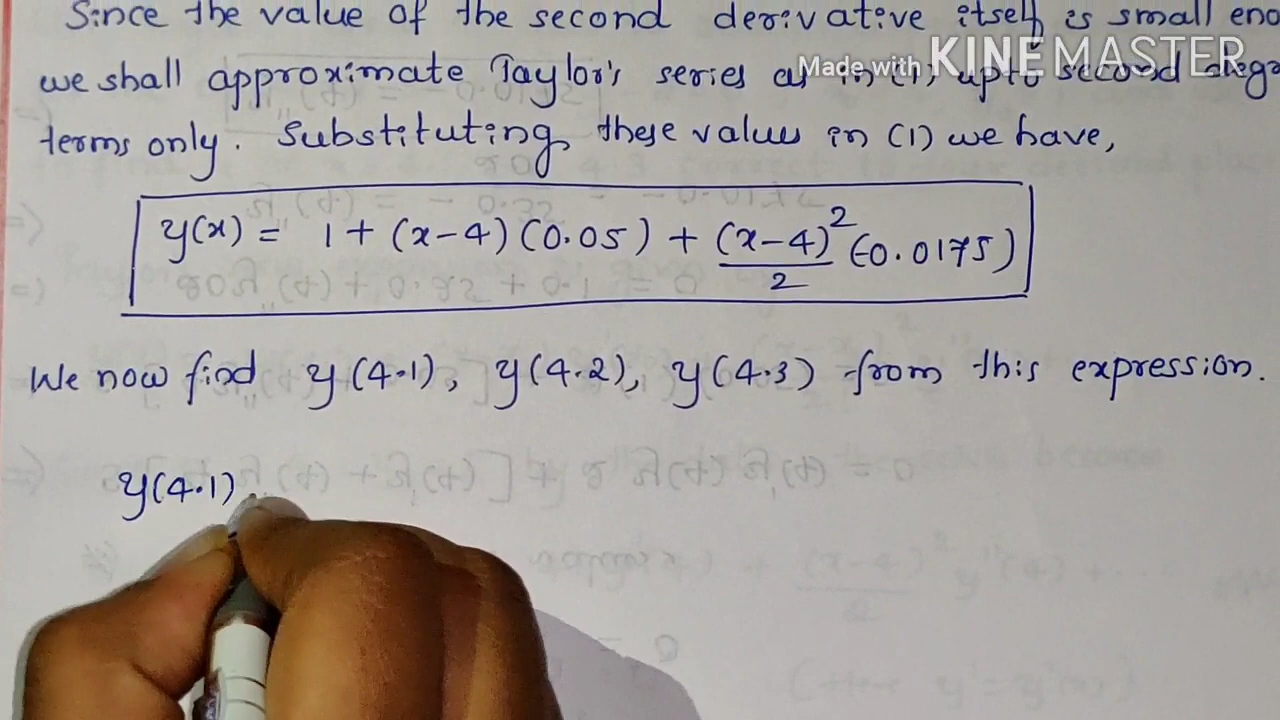 Since the value of the second derivative itself is small
we shall approximate Taylor's series as in (1) upto second
terms only. Substituting these values in (1) we have,
y(x) = 1 + (x-4) (0.05) + (x-4)²/2 (-0.0175)
We now find y(4.1), y(4.2), y(4.3) from this expression.
y(4.1)
Made with KINEMASTER